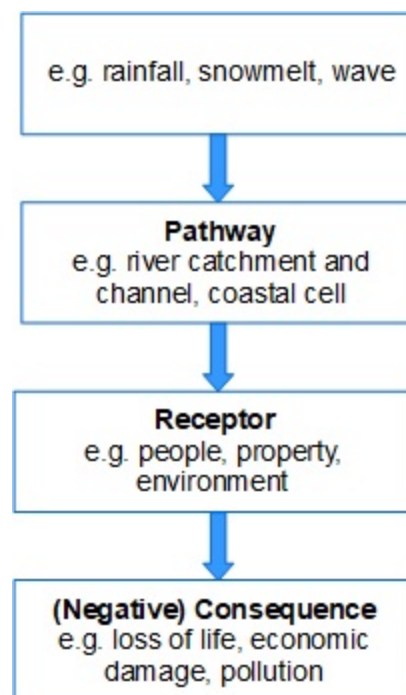 e.g. rainfall, snowmelt, wave
Pathway
e.g. river catchment and
channel, coastal cell
Receptor
e.g. people, property,
environment
(Negative) Consequence
e.g. loss of life, economic
damage, pollution